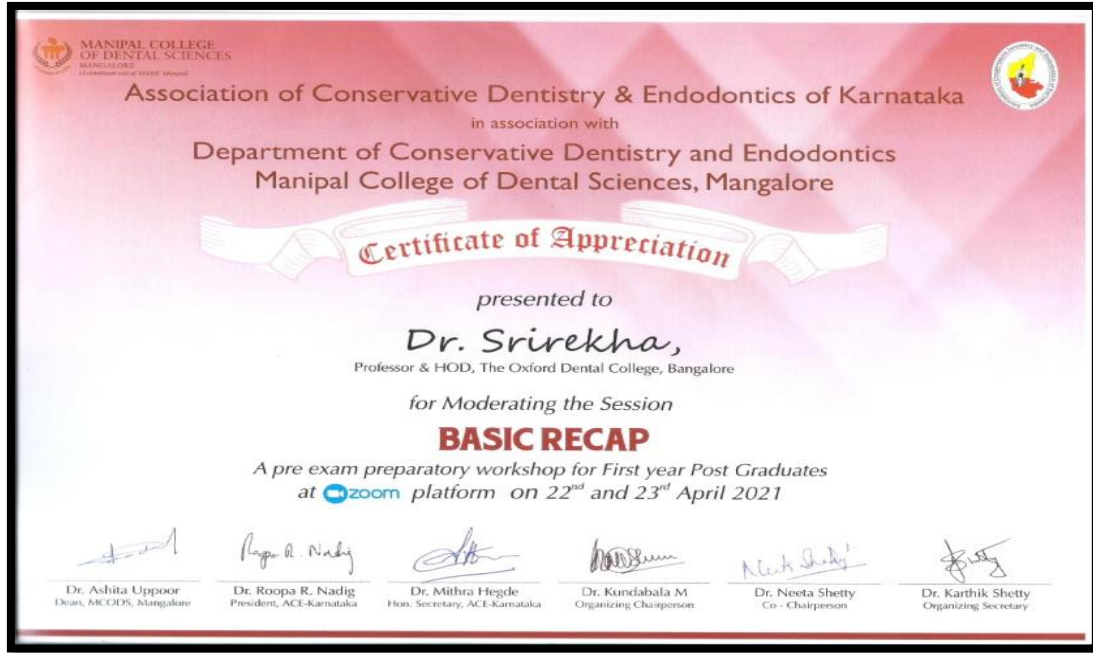 MANIPAL COLLEGE
OF DENTAL SCIENCES
MANGALORE
Association of Conservative Dentistry & Endodontics of Karnataka
in association with
Department of Conservative Dentistry and Endodontics
Manipal College of Dental Sciences, Mangalore
Certificate of Appreciation
presented to
Dr. Srirekha,
Professor & HOD, The Oxford Dental College, Bangalore
for Moderating the Session
BASIC RECAP
A pre exam preparatory workshop for First year Post Graduates
at zoom platform on 22nd and 23rd April 2021
Roopa R. Nadig
Neeta Shetty
Dr. Ashita Uppoor
Dean, MCODS, Mangalore
Dr. Roopa R. Nadig
President, ACE-Karnataka
Dr. Mithra Hegde
Hon. Secretary, ACE-Karnataka
Dr. Kundabala M
Organizing Chairperson
Dr. Neeta Shetty
Co - Chairperson
Dr. Karthik Shetty
Organizing Secretary